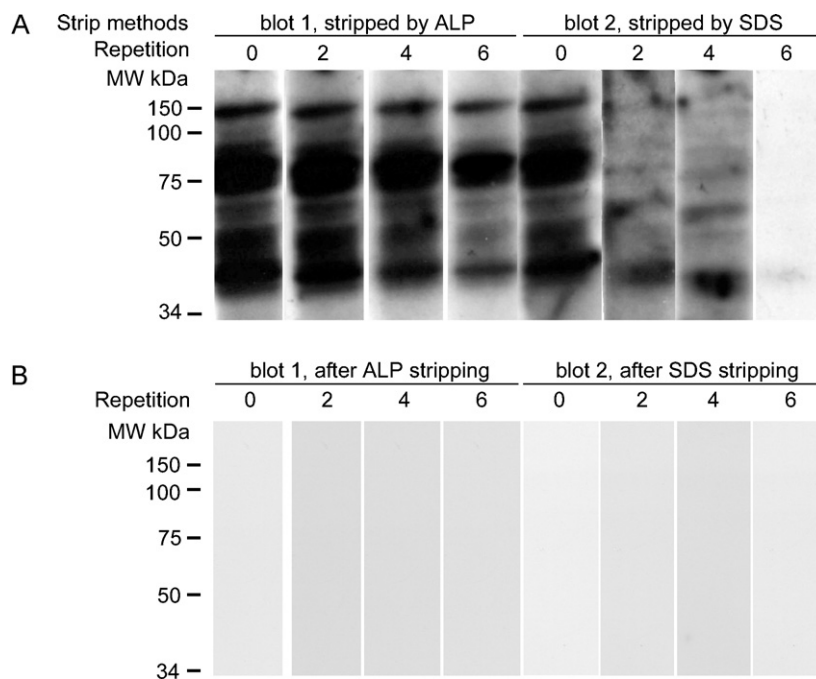 A
Strip methods blot 1, stripped by ALP blot 2, stripped by SDS
Repetition 0 2 4 6 0 2 4 6
MW kDa
150
100
75
50
34
B
blot 1, after ALP stripping blot 2, after SDS stripping
Repetition 0 2 4 6 0 2 4 6
MW kDa
150
100
75
50
34